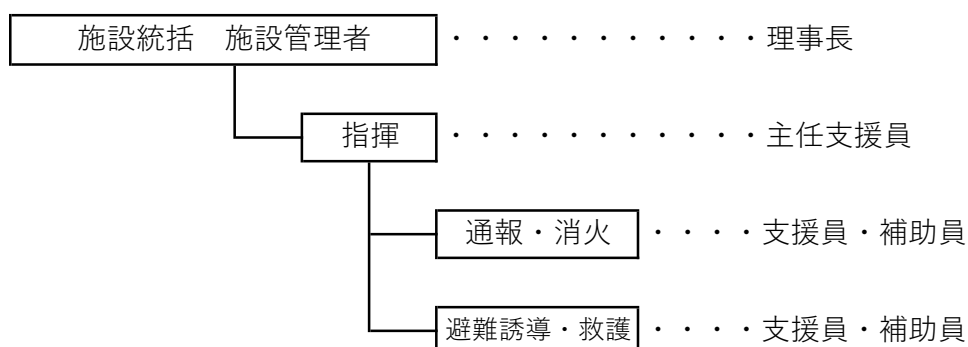 施設統括　施設管理者　・・・・・・・・・・・理事長
指揮　・・・・・・・・・・・主任支援員
通報・消火　・・・・支援員・補助員
避難誘導・救護　・・・・支援員・補助員